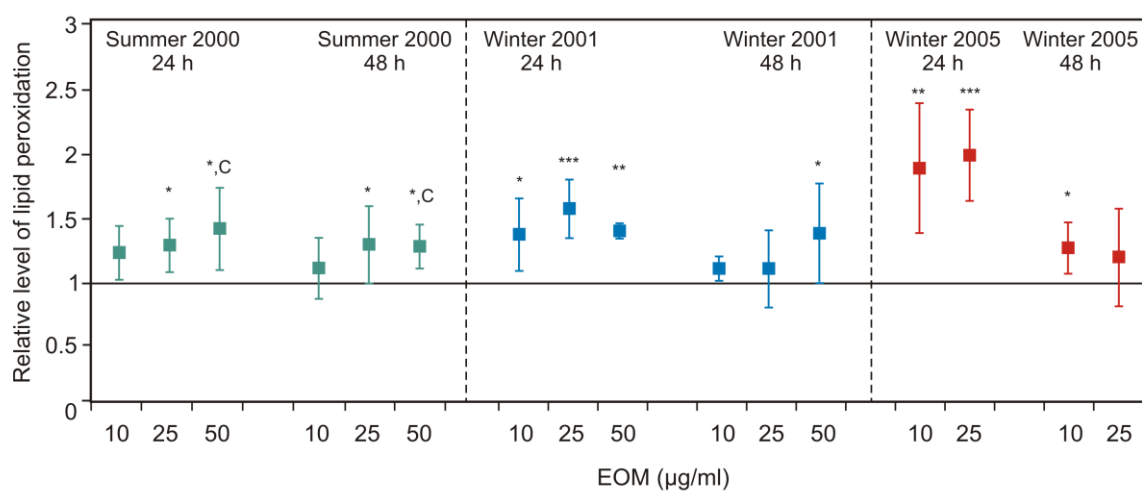 3
2.5
2
1.5
1
0.5
0
Relative level of lipid peroxidation
Summer 2000
24 h
Summer 2000
48 h
Winter 2001
24 h
Winter 2001
48 h
Winter 2005
24 h
Winter 2005
48 h
*
*,C
*
*,C
*
***
**
*
**
***
*
10 25 50 10 25 50 10 25 50 10 25 50 10 25 10 25
EOM (µg/ml)